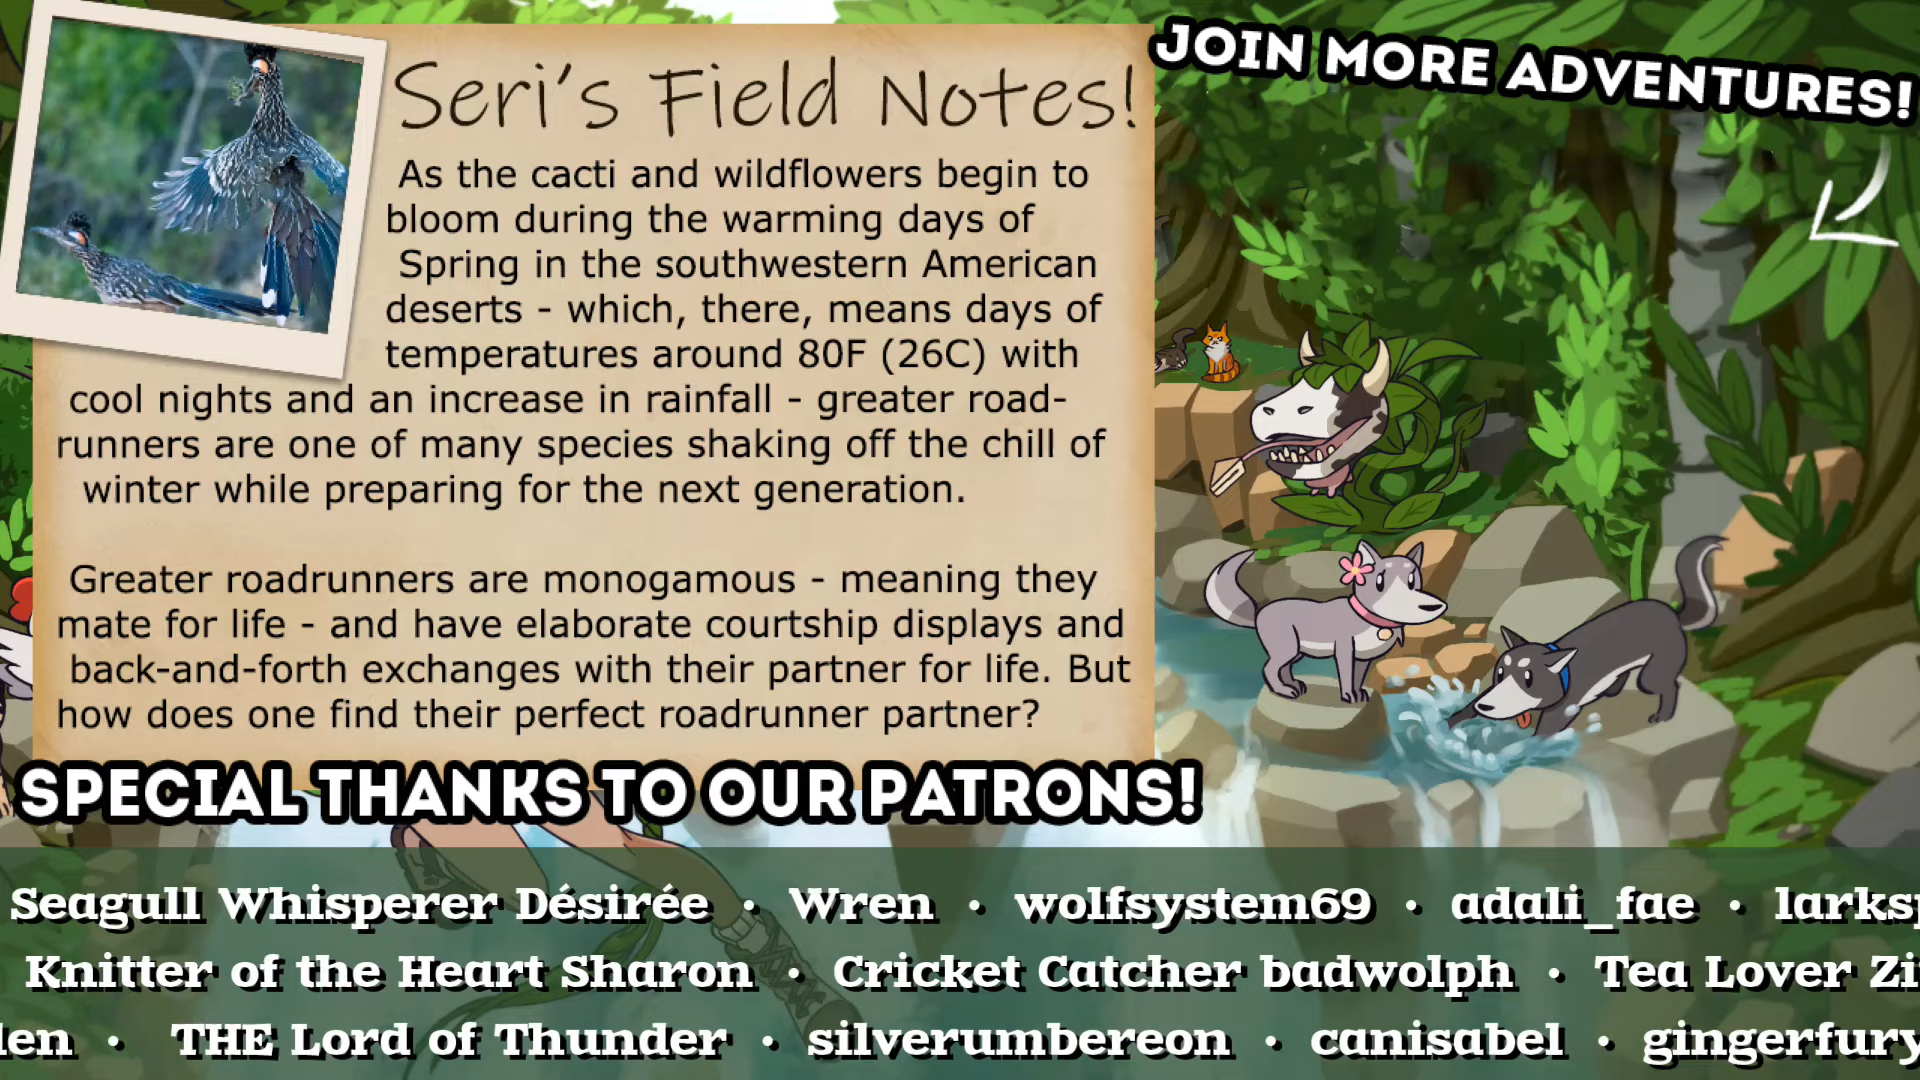 Seri's Field Notes!
JOIN MORE ADVENTURES!
As the cacti and wildflowers begin to
bloom during the warming days of
Spring in the southwestern American
deserts - which, there, means days of
temperatures around 80F (26C) with
cool nights and an increase in rainfall - greater road-
runners are one of many species shaking off the chill of
winter while preparing for the next generation.
Greater roadrunners are monogamous - meaning they
mate for life - and have elaborate courtship displays and
back-and-forth exchanges with their partner for life. But
how does one find their perfect roadrunner partner?
SPECIAL THANKS TO OUR PATRONS!
Seagull Whisperer Désirée · Wren · wolfsystem69 · adali_fae ·
Knitter of the Heart Sharon · Cricket Catcher badwolph · Tea Lover
· THE Lord of Thunder · silverumbereon · canisabel · gingerfury